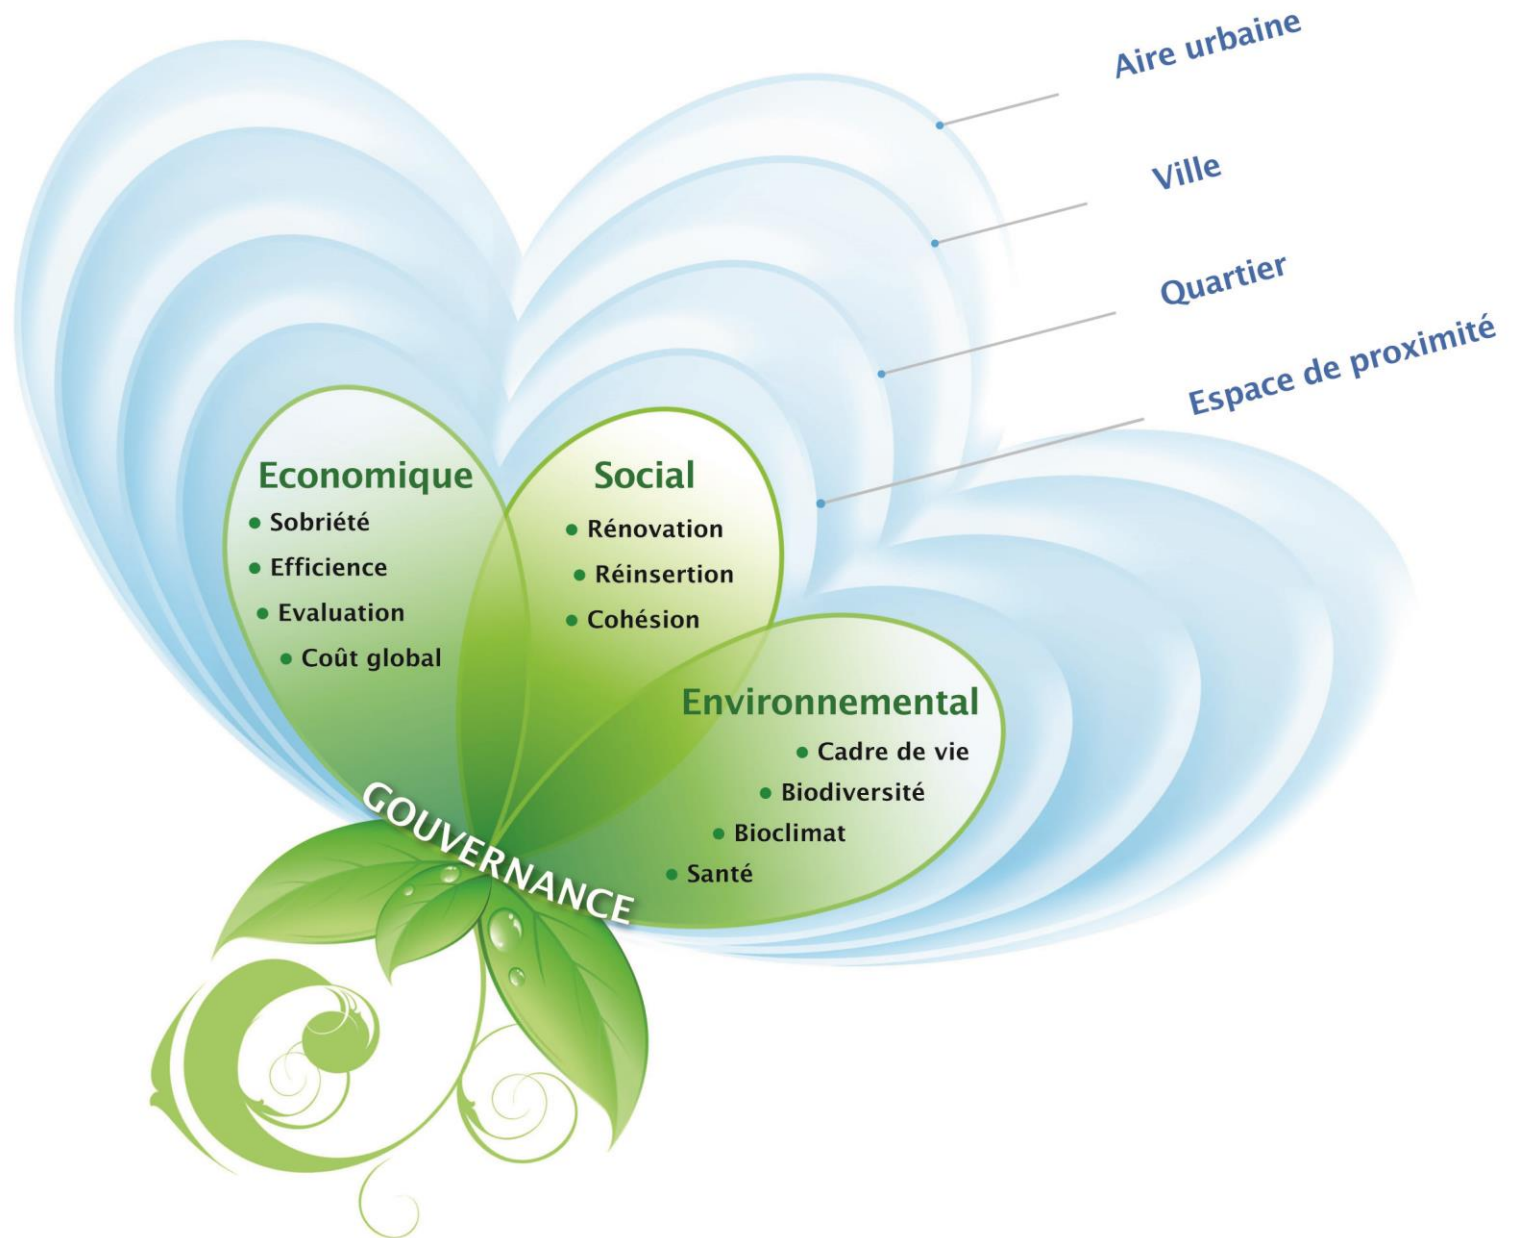 Aire urbaine
Ville
Quartier
Espace de proximité
Economique
Sobriété
Efficience
Evaluation
Coût global
Social
Rénovation
Réinsertion
Cohésion
Environnemental
Cadre de vie
Biodiversité
Bioclimat
Santé
GOUVERNANCE